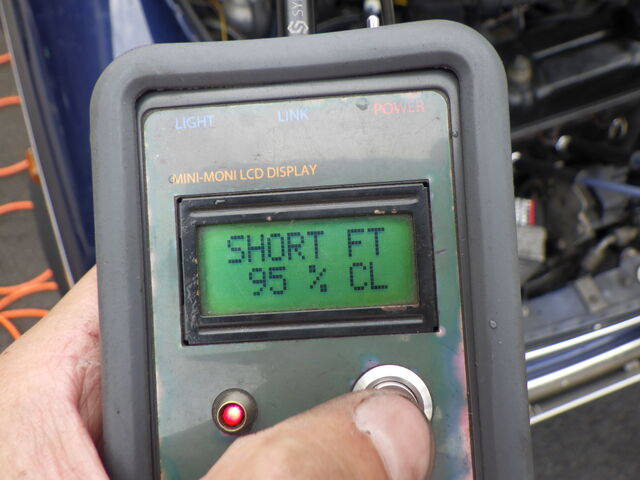 LIGHT LINK POWER
MINI-MONI LCD DISPLAY
SHORT FT
95 % CL